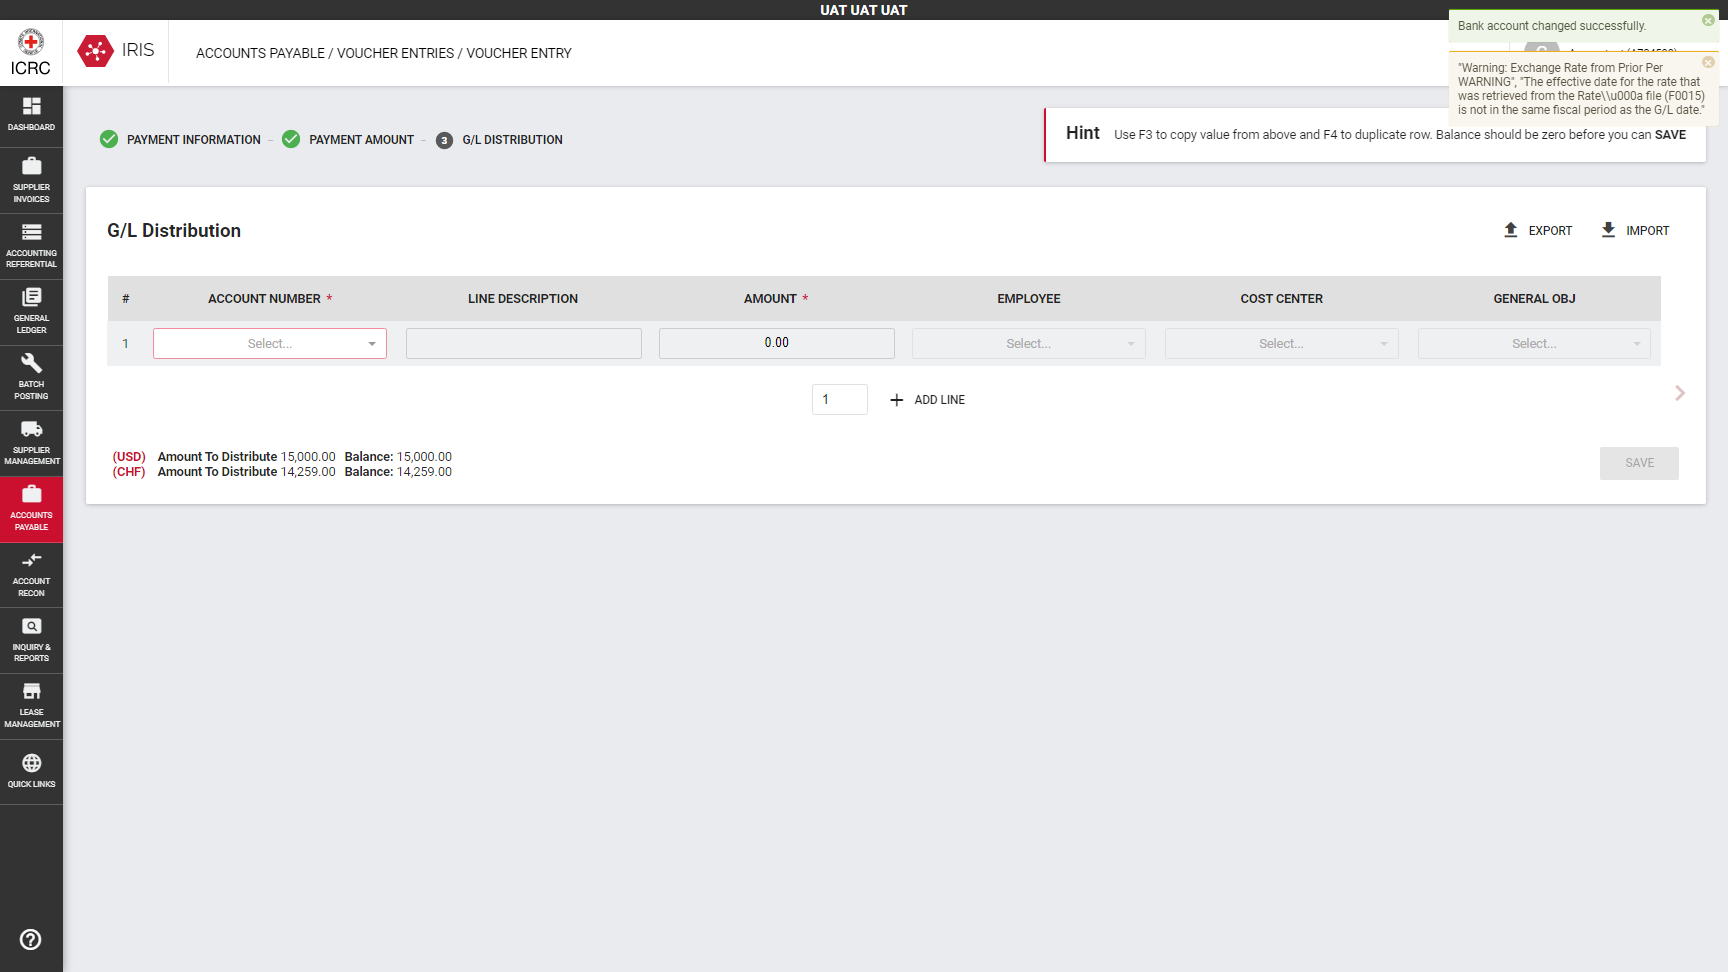 UAT UAT UAT
ICRC
IRIS
ACCOUNTS PAYABLE / VOUCHER ENTRIES / VOUCHER ENTRY
Bank account changed successfully.
"Warning: Exchange Rate from Prior Per
WARNING", "The effective date for the rate that
was retrieved from the Rate\\u000a file (F0015)
is not in the same fiscal period as the G/L date."
DASHBOARD
SUPPLIER
INVOICES
ACCOUNTING
REFERENTIAL
GENERAL
LEDGER
BATCH
POSTING
SUPPLIER
MANAGEMENT
ACCOUNTS
PAYABLE
ACCOUNT
RECON
INQUIRY &
REPORTS
LEASE
MANAGEMENT
QUICK LINKS
PAYMENT INFORMATION
PAYMENT AMOUNT
3 G/L DISTRIBUTION
Hint Use F3 to copy value from above and F4 to duplicate row. Balance should be zero before you can SAVE
G/L Distribution
EXPORT
IMPORT
# ACCOUNT NUMBER * LINE DESCRIPTION AMOUNT * EMPLOYEE COST CENTER GENERAL OBJ
1 Select... 0.00 Select... Select... Select...
1 ADD LINE
(USD) Amount To Distribute 15,000.00 Balance: 15,000.00
(CHF) Amount To Distribute 14,259.00 Balance: 14,259.00
SAVE